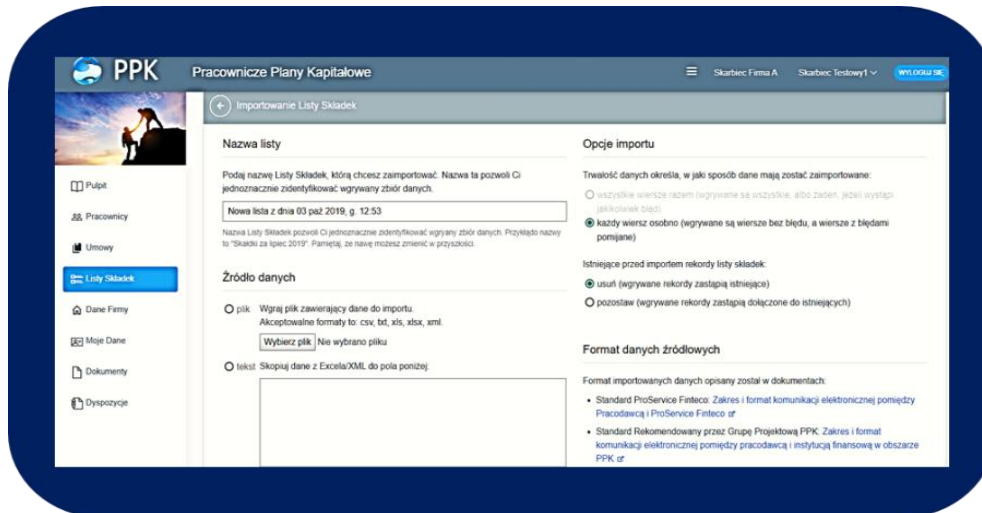 PPK
Pracownicze Plany Kapitałowe
Skarbiec Firma A
Skarbiec Testowy1
WYLOGUJ SIĘ
Importowanie Listy Składek
Pulpit
Pracownicy
Umowy
Listy Składek
Dane Firmy
Moje Dane
Dokumenty
Dyspozycje
Nazwa listy
Podaj nazwę Listy Składek, którą chcesz zaimportować. Nazwa ta pozwoli Ci
jednoznacznie zidentyfikować wgrywany zbiór danych.
Nowa lista z dnia 03 paź 2019, g. 12:53
Nazwa Listy Składek pozwoli Ci jednoznacznie zidentyfikować wgrywany zbiór danych. Przykłado nazwy
to "Skałdki za lipiec 2019". Pamiętaj, że nawę możesz zmienić w przyszłości.
Źródło danych
plik Wgraj plik zawierający dane do importu.
Akceptowalne formaty to: csv, txt, xls, xlsx, xml.
Wybierz plik Nie wybrano pliku
tekst Skopiuj dane z Excela/XML do pola poniżej:
Opcje importu
Trwałość danych określa, w jaki sposób dane mają zostać zaimportowane:
wszystkie wiersze razem (wgrywane są wszystkie, albo żaden, jeżeli wystąpi
jakikolwiek błąd)
każdy wiersz osobno (wgrywane są wiersze bez błędu, a wiersze z błędami
pomijane)
Istniejące przed importem rekordy listy składek:
usuń (wgrywane rekordy zastąpią istniejące)
pozostaw (wgrywane rekordy zastąpią dołączone do istniejących)
Format danych źródłowych
Format importowanych danych opisany został w dokumentach:
• Standard ProService Finteco: Zakres i format komunikacji elektronicznej pomiędzy
Pracodawcą i ProService Finteco
• Standard Rekomendowany przez Grupę Projektową PPK: Zakres i format
komunikacji elektronicznej pomiędzy pracodawcą i instytucją finansową w obszarze
PPK